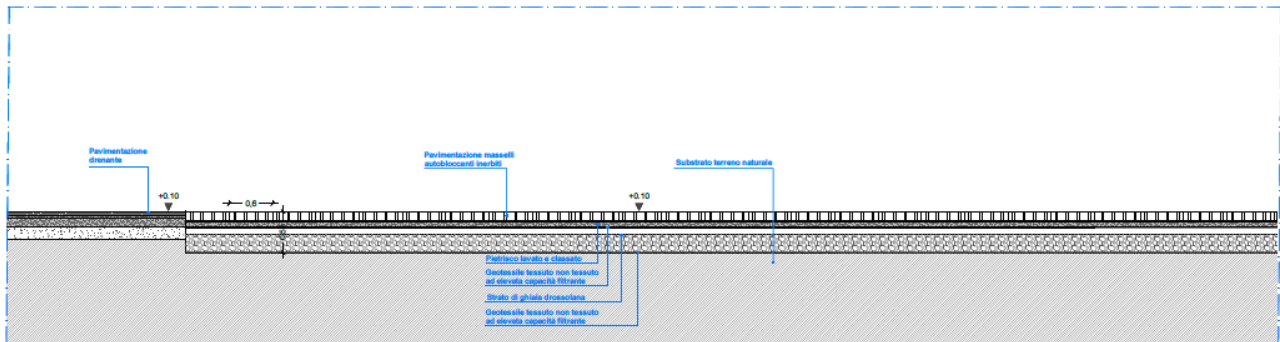 Pavimentazione
drenante
Pavimentazione masselli
autobloccanti inerbiti
Substrato terreno naturale
+0.10
0,6
+0.10
Pietrisco lavato e classato
Geotessile tessuto non tessuto
ad elevata capacità filtrante
Strato di ghiaia grossolana
Geotessile tessuto non tessuto
ad elevata capacità filtrante